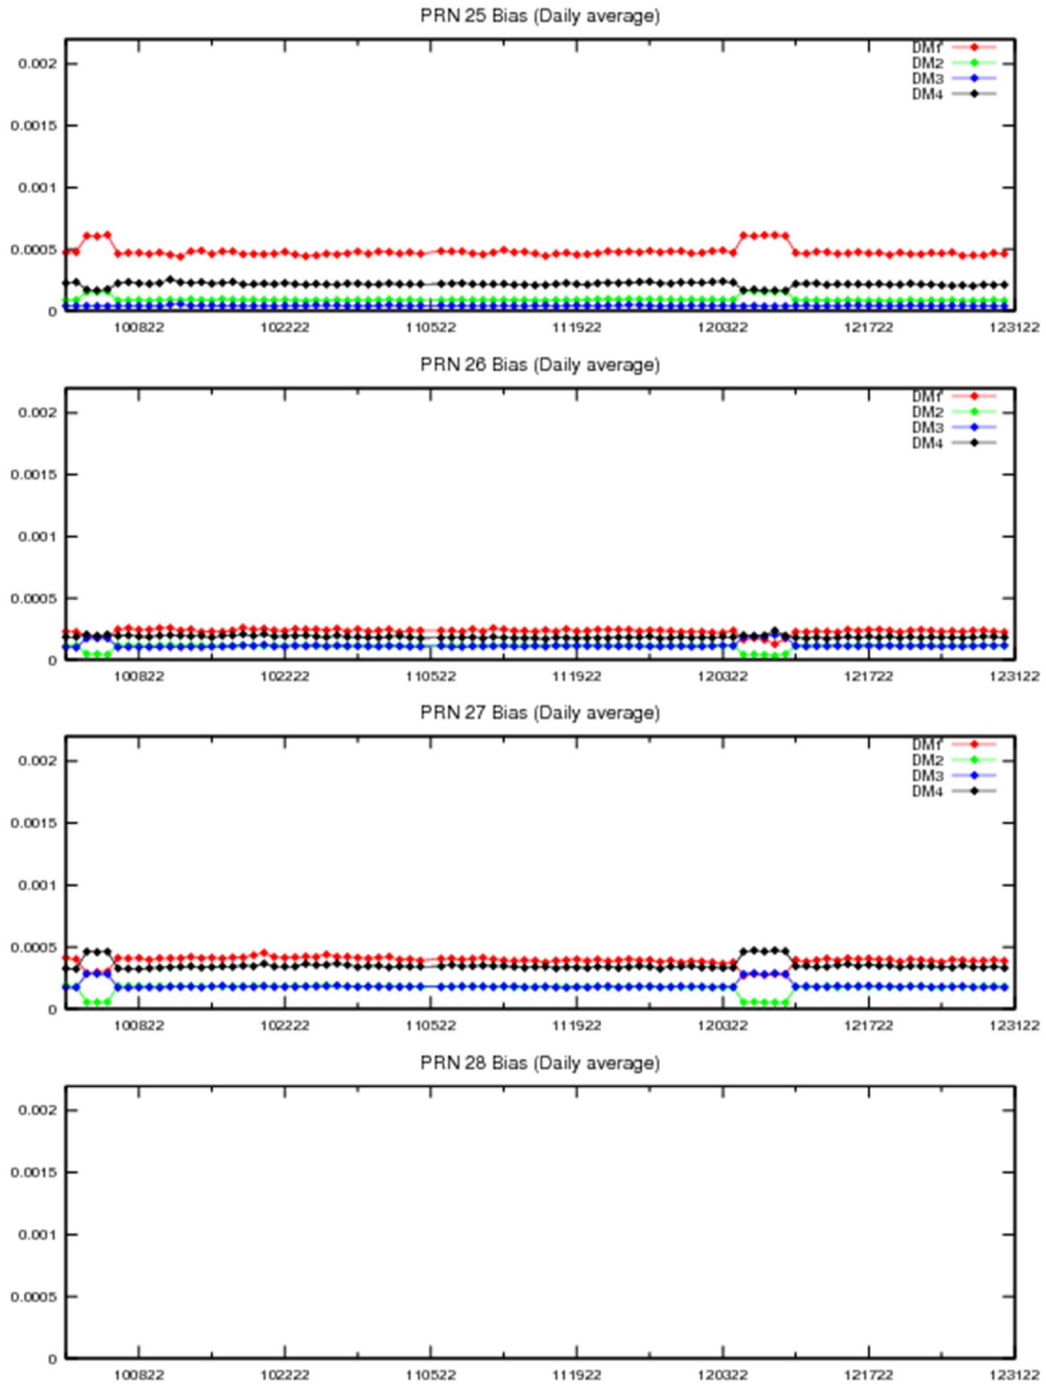 PRN 25 Bias (Daily average)
0.002
0.0015
0.001
0.0005
0
DM1
DM2
DM3
DM4
100822 102222 110522 111922 120322 121722 123122
PRN 26 Bias (Daily average)
0.002
0.0015
0.001
0.0005
0
DM1
DM2
DM3
DM4
100822 102222 110522 111922 120322 121722 123122
PRN 27 Bias (Daily average)
0.002
0.0015
0.001
0.0005
0
DM1
DM2
DM3
DM4
100822 102222 110522 111922 120322 121722 123122
PRN 28 Bias (Daily average)
0.002
0.0015
0.001
0.0005
0
100822 102222 110522 111922 120322 121722 123122